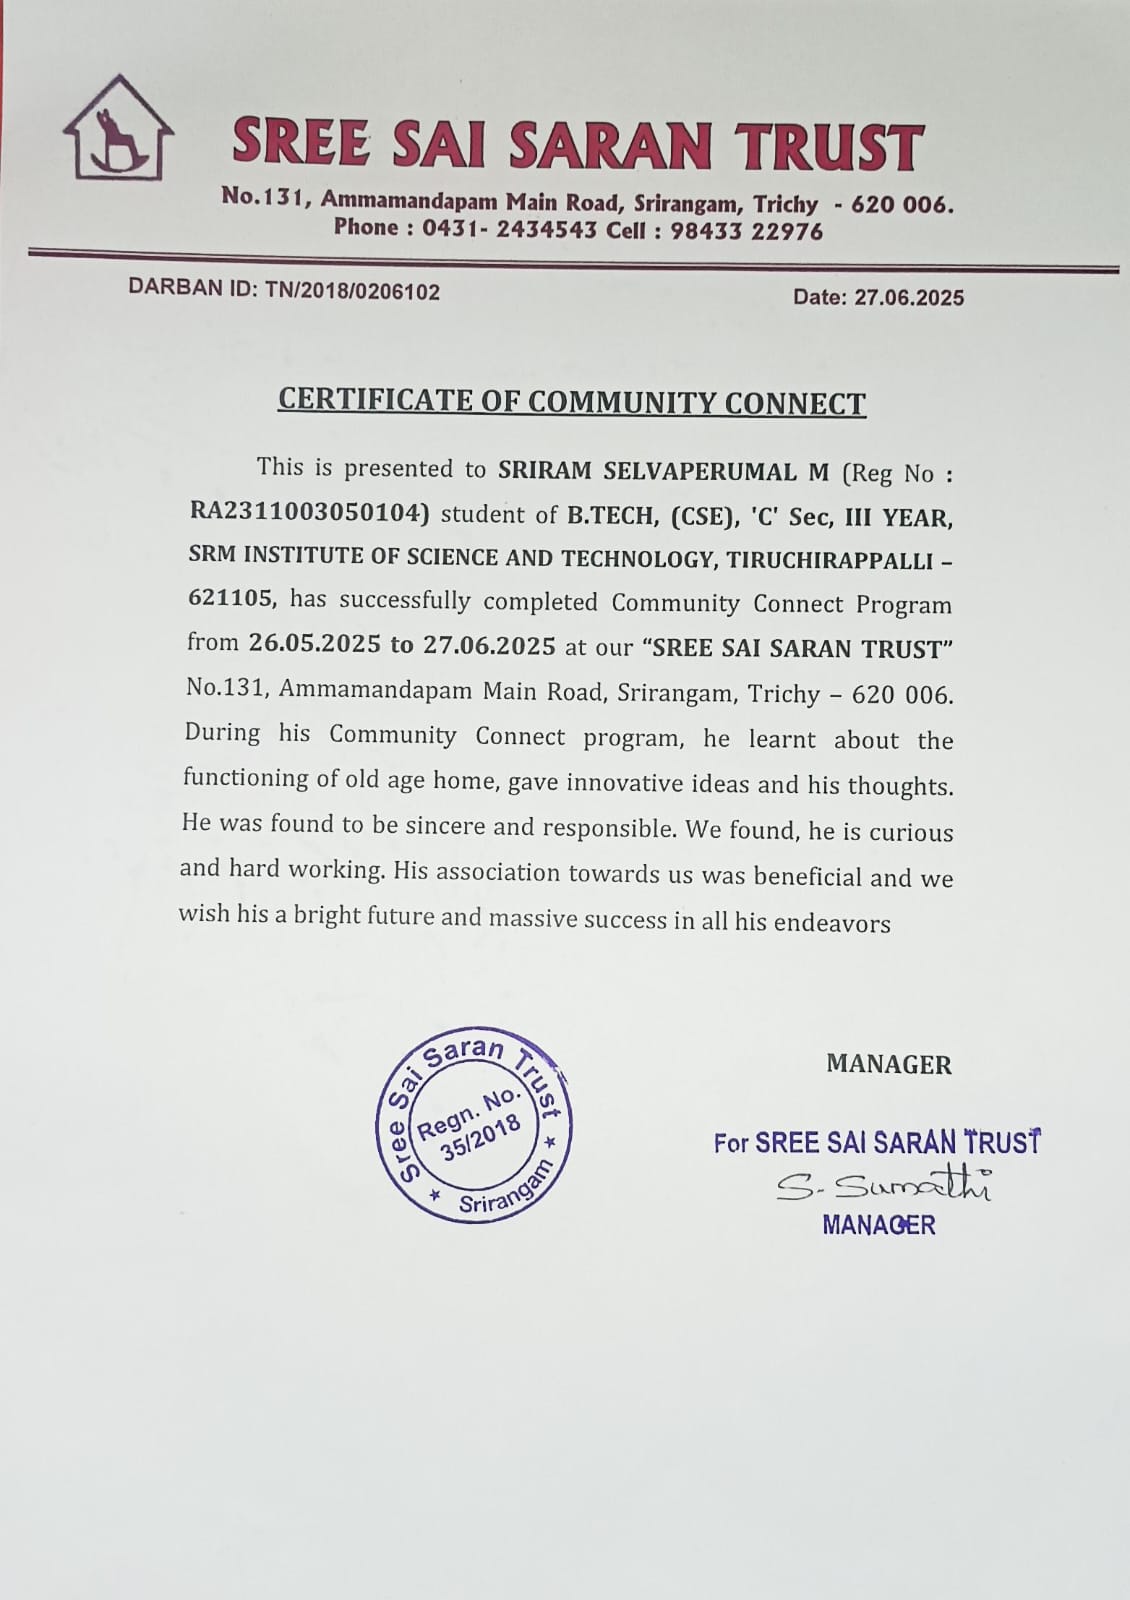 SREE SAI SARAN TRUST
No.131, Ammamandapam Main Road, Srirangam, Trichy - 620 006.
Phone : 0431- 2434543 Cell : 98433 22976
DARBAN ID: TN/2018/0206102
Date: 27.06.2025
CERTIFICATE OF COMMUNITY CONNECT
This is presented to SRIRAM SELVAPERUMAL M (Reg No :
RA2311003050104) student of B.TECH, (CSE), 'C' Sec, III YEAR,
SRM INSTITUTE OF SCIENCE AND TECHNOLOGY, TIRUCHIRAPPALLI –
621105, has successfully completed Community Connect Program
from 26.05.2025 to 27.06.2025 at our “SREE SAI SARAN TRUST”
No.131, Ammamandapam Main Road, Srirangam, Trichy – 620 006.
During his Community Connect program, he learnt about the
functioning of old age home, gave innovative ideas and his thoughts.
He was found to be sincere and responsible. We found, he is curious
and hard working. His association towards us was beneficial and we
wish his a bright future and massive success in all his endeavors
Sree Sai Saran Trust
Regn. No.
35/2018
★ Srirangam ★
MANAGER
For SREE SAI SARAN TRUST
S. Sumathi
MANAGER